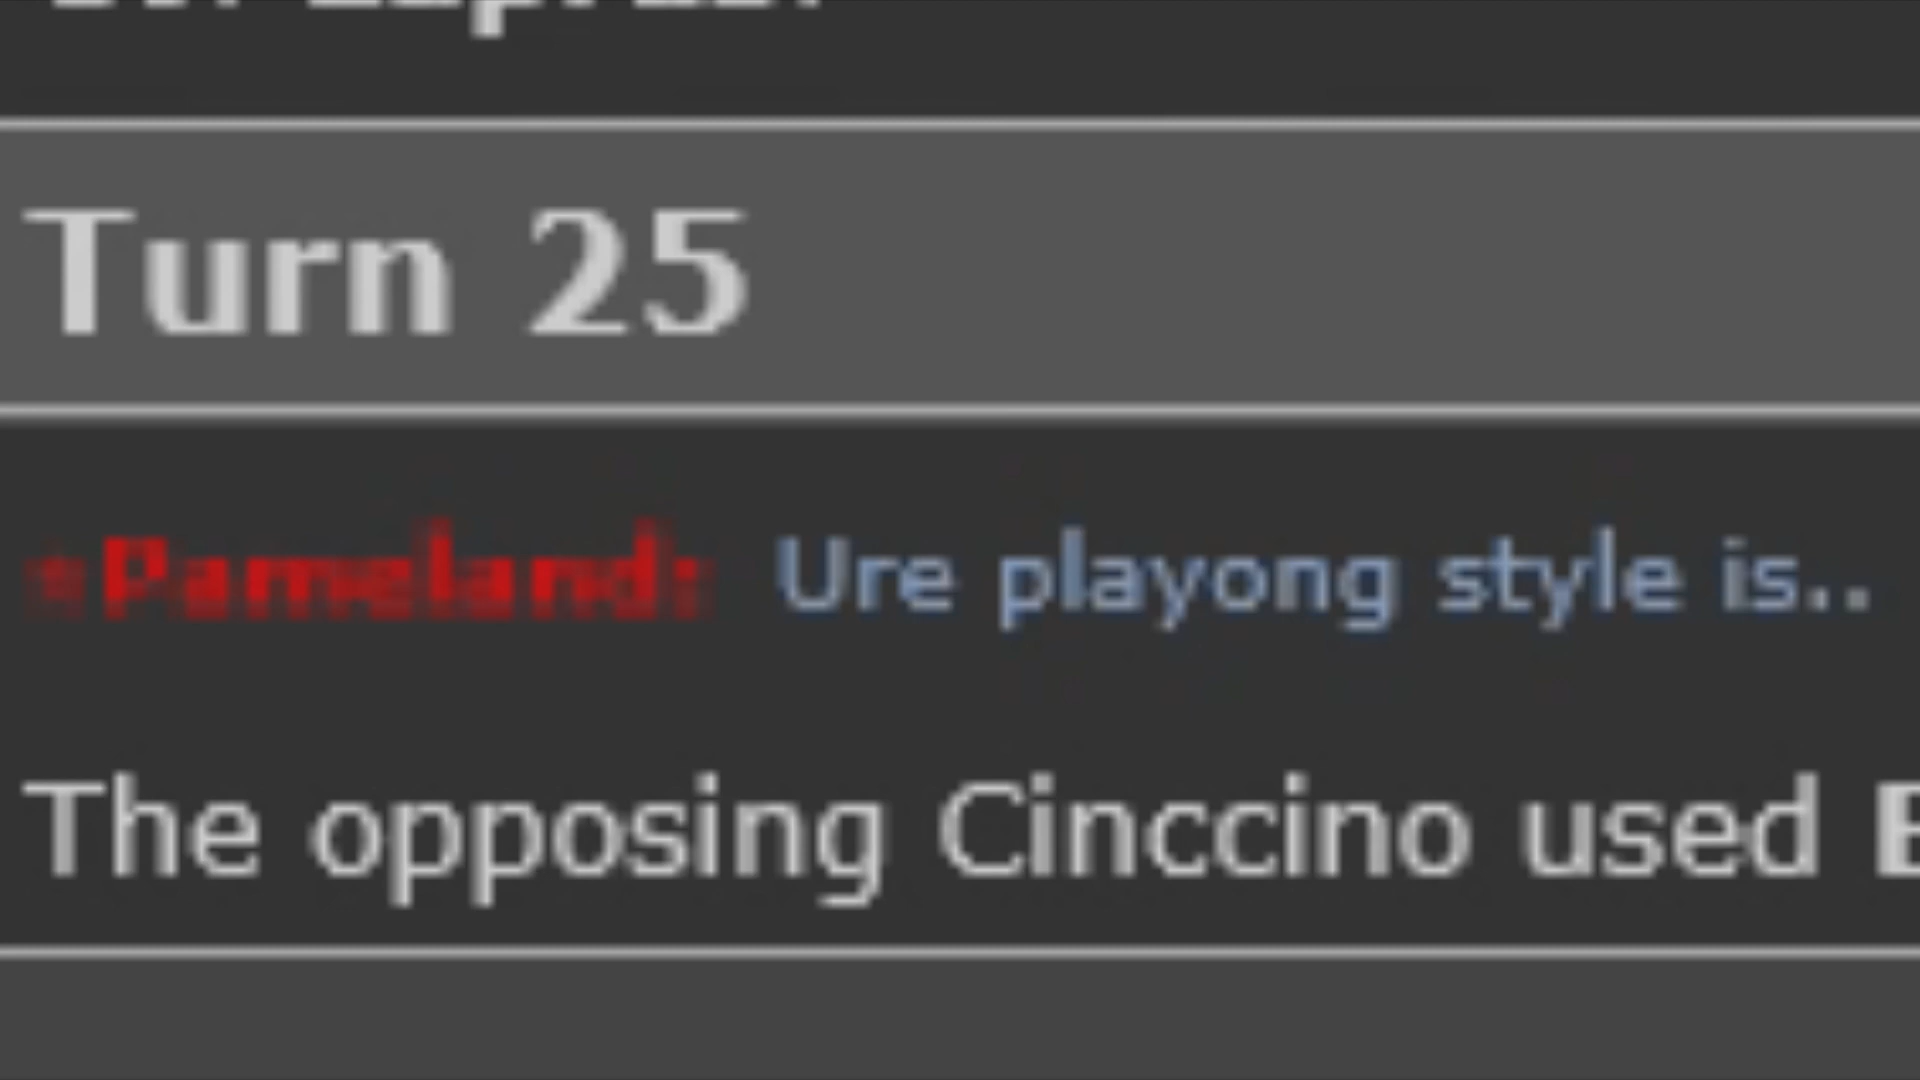 Turn 25
☆Pameland: Ure playong style is..
The opposing Cinccino used